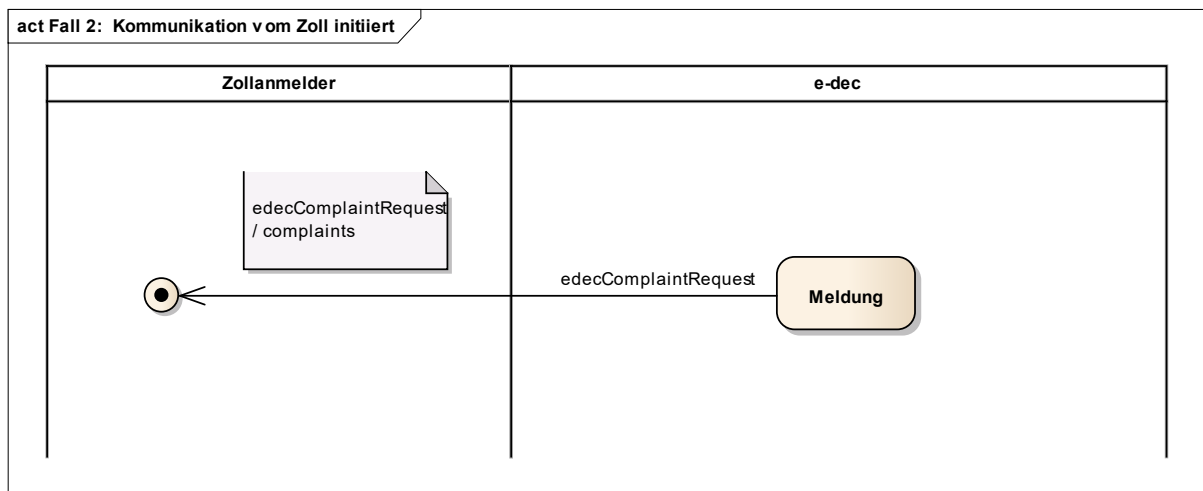 act Fall 2:  Kommunikation vom Zoll initiiert
Zollanmelder
e-dec
edecComplaintRequest
/ complaints
edecComplaintRequest
Meldung